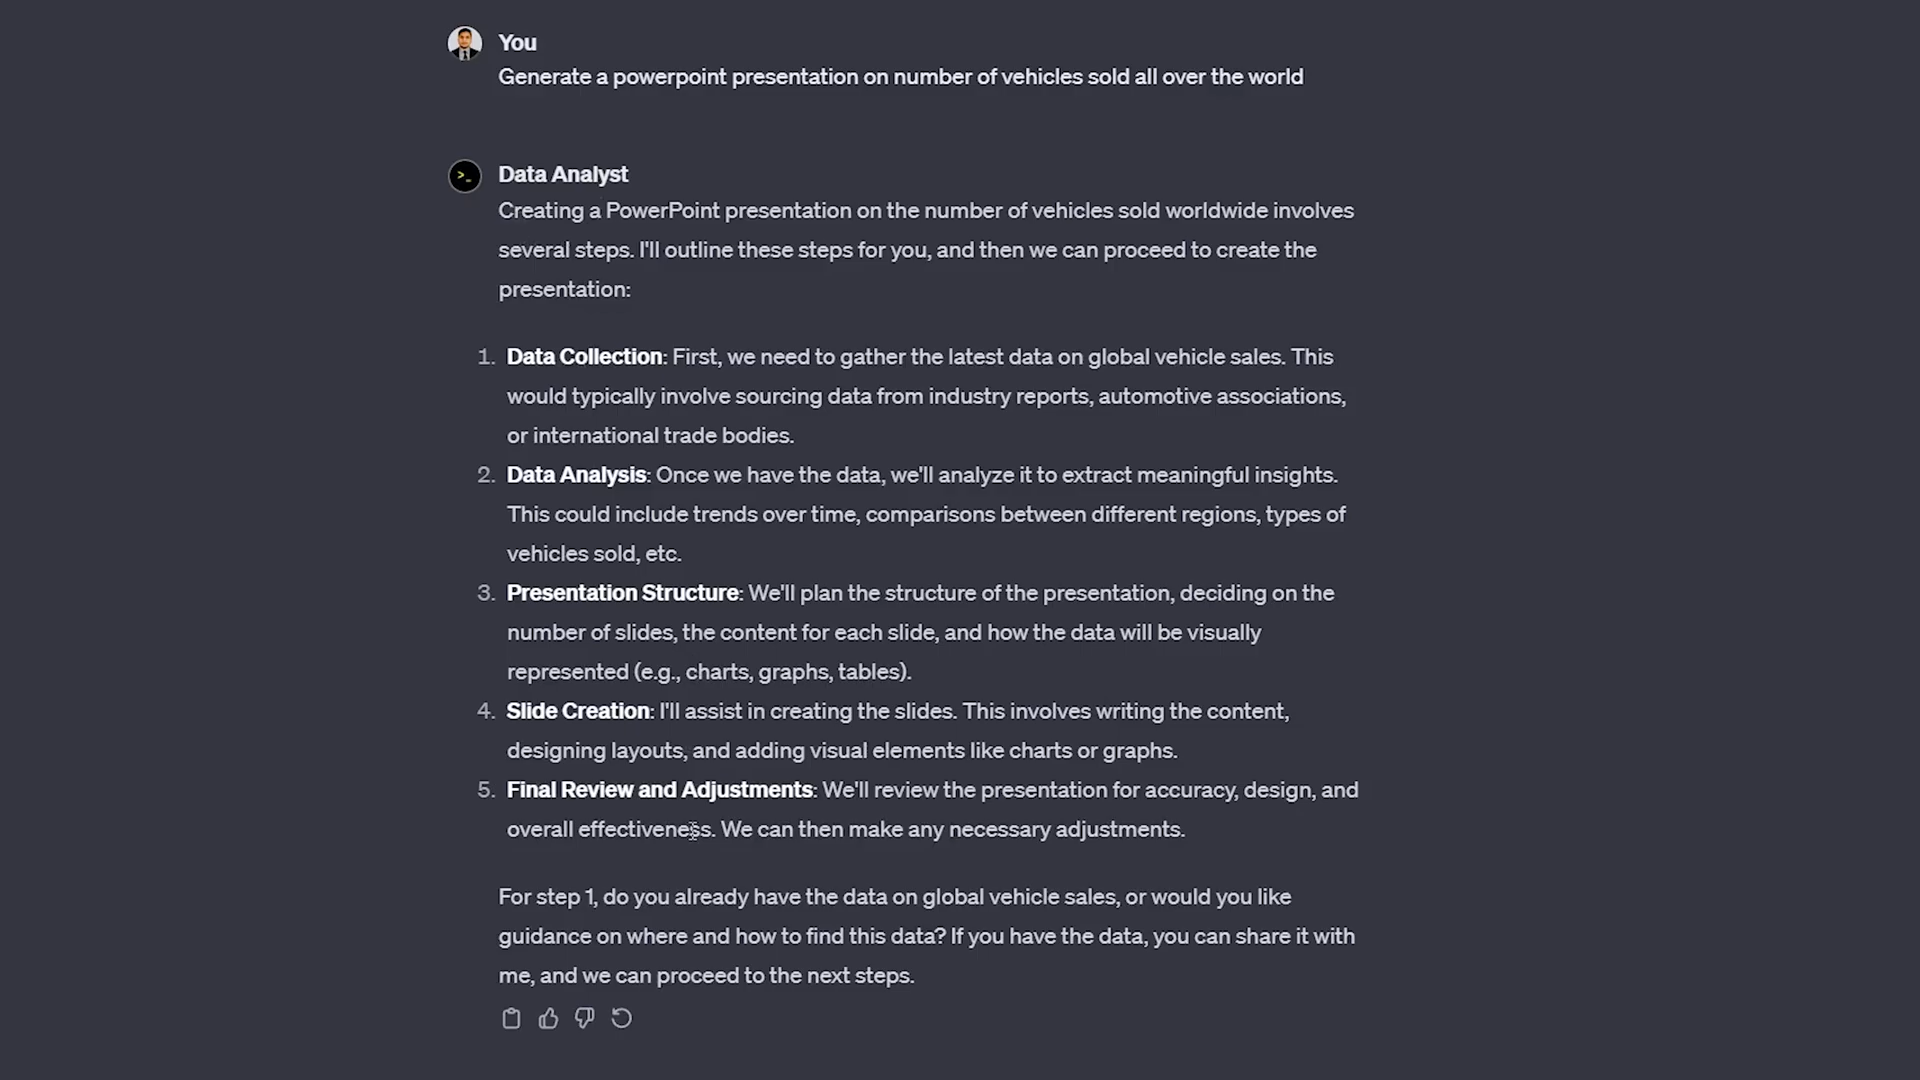 You
Generate a powerpoint presentation on number of vehicles sold all over the world
>_
Data Analyst
Creating a PowerPoint presentation on the number of vehicles sold worldwide involves
several steps. I'll outline these steps for you, and then we can proceed to create the
presentation:
1. Data Collection: First, we need to gather the latest data on global vehicle sales. This
would typically involve sourcing data from industry reports, automotive associations,
or international trade bodies.
2. Data Analysis: Once we have the data, we'll analyze it to extract meaningful insights.
This could include trends over time, comparisons between different regions, types of
vehicles sold, etc.
3. Presentation Structure: We'll plan the structure of the presentation, deciding on the
number of slides, the content for each slide, and how the data will be visually
represented (e.g., charts, graphs, tables).
4. Slide Creation: I'll assist in creating the slides. This involves writing the content,
designing layouts, and adding visual elements like charts or graphs.
5. Final Review and Adjustments: We'll review the presentation for accuracy, design, and
overall effectiveness. We can then make any necessary adjustments.
For step 1, do you already have the data on global vehicle sales, or would you like
guidance on where and how to find this data? If you have the data, you can share it with
me, and we can proceed to the next steps.